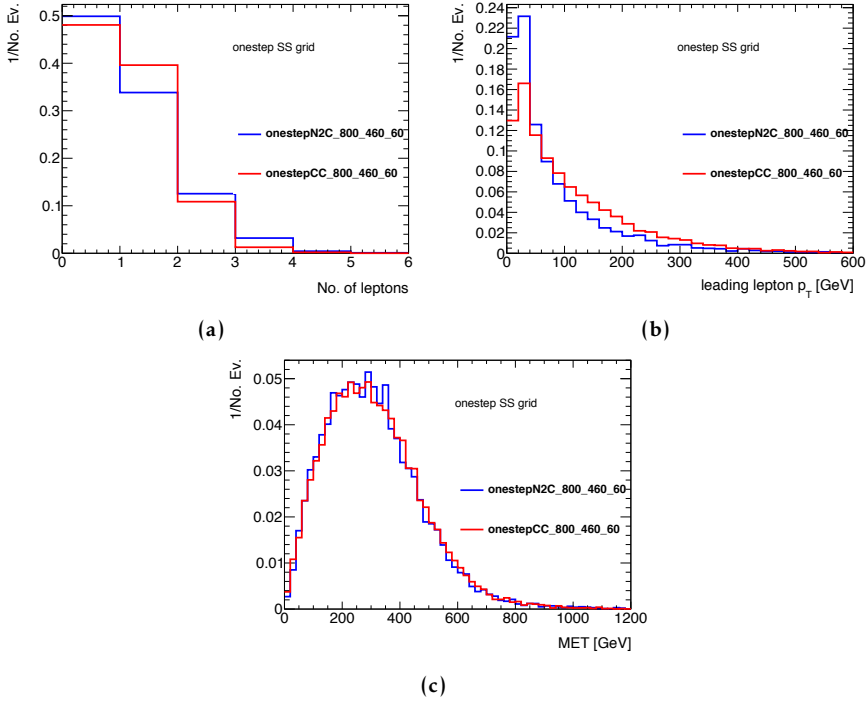 1/No. Ev.
0.5
0.4
0.3
0.2
0.1
0
onestep SS grid
onestepN2C_800_460_60
onestepCC_800_460_60
0 1 2 3 4 5 6
No. of leptons
(a)
1/No. Ev.
0.24
0.22
0.2
0.18
0.16
0.14
0.12
0.1
0.08
0.06
0.04
0.02
onestep SS grid
onestepN2C_800_460_60
onestepCC_800_460_60
0 100 200 300 400 500 600
leading lepton p_T [GeV]
(b)
1/No. Ev.
0.05
0.04
0.03
0.02
0.01
0
onestep SS grid
onestepN2C_800_460_60
onestepCC_800_460_60
0 200 400 600 800 1000 1200
MET [GeV]
(c)